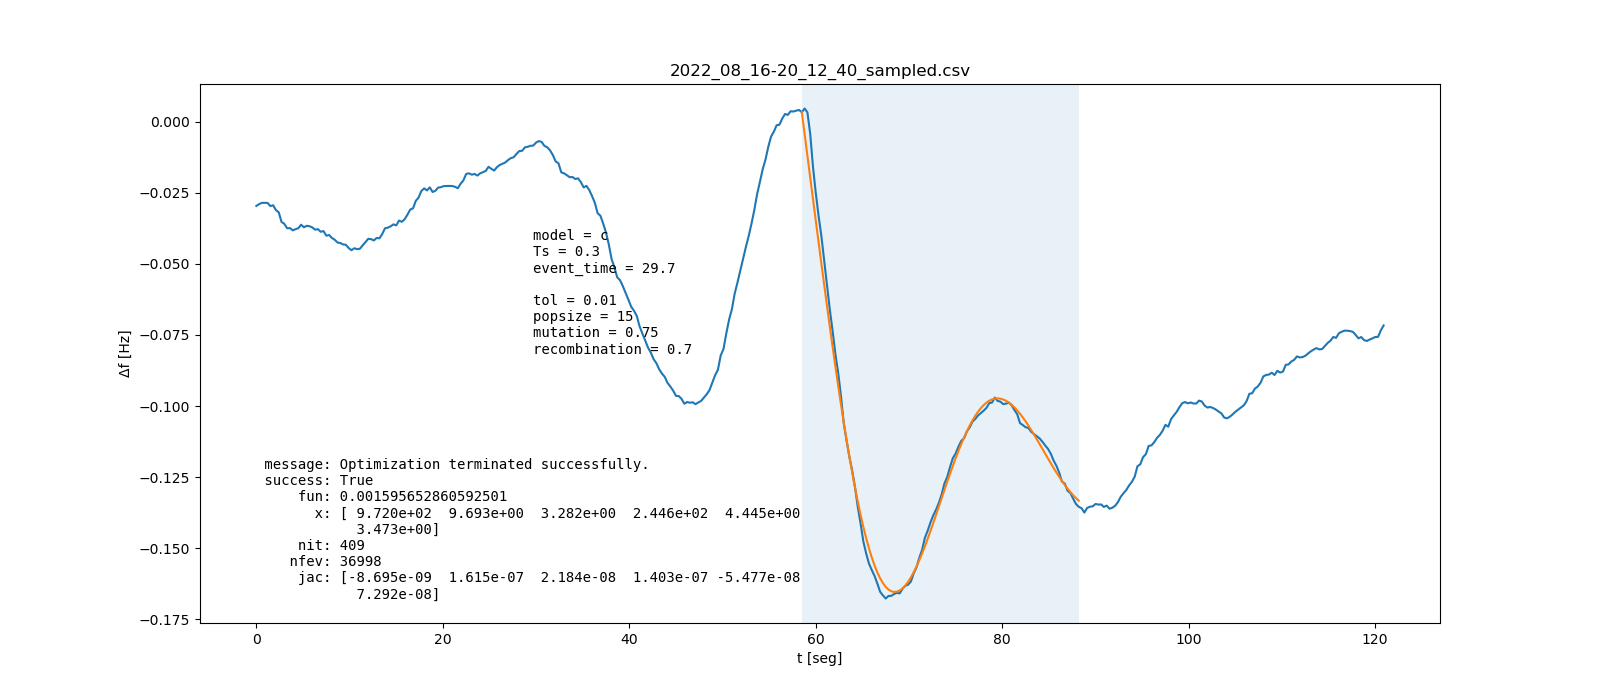 2022_08_16-20_12_40_sampled.csv
0.000
−0.025
−0.050
−0.075
−0.100
−0.125
−0.150
−0.175
Δf [Hz]
model = c
Ts = 0.3
event_time = 29.7
tol = 0.01
popsize = 15
mutation = 0.75
recombination = 0.7
message: Optimization terminated successfully.
success: True
fun: 0.001595652860592501
x: [ 9.720e+02  9.693e+00  3.282e+00  2.446e+02  4.445e+00
3.473e+00]
nit: 409
nfev: 36998
jac: [-8.695e-09  1.615e-07  2.184e-08  1.403e-07 -5.477e-08
7.292e-08]
0 20 40 60 80 100 120
t [seg]